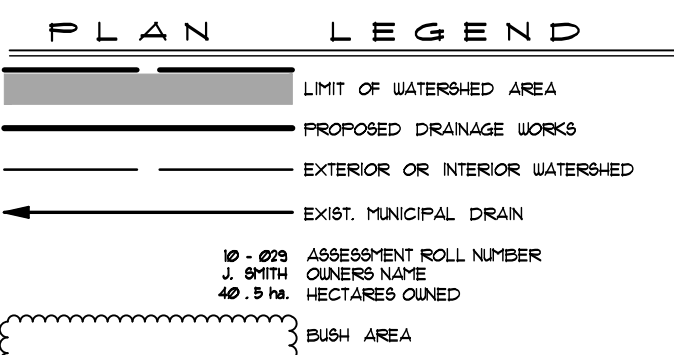 PLAN LEGEND
LIMIT OF WATERSHED AREA
PROPOSED DRAINAGE WORKS
EXTERIOR OR INTERIOR WATERSHED
EXIST. MUNICIPAL DRAIN
10 - 029 ASSESSMENT ROLL NUMBER
J. SMITH OWNERS NAME
40 . 5 ha. HECTARES OWNED
BUSH AREA